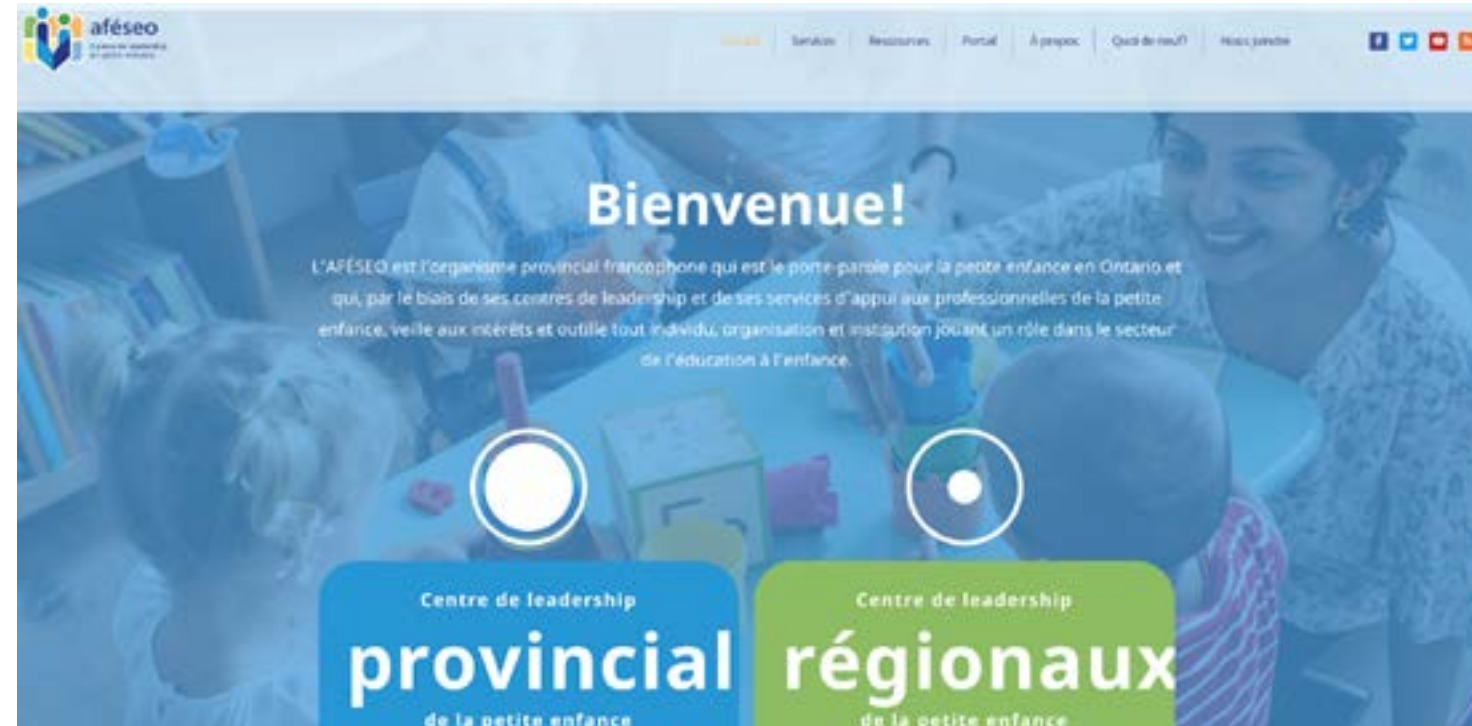 aféseo
Services
Ressources
Portail
À propos
Quoi de neuf?
Nous joindre
Bienvenue!
L'AFÉSEO est l'organisme provincial francophone qui est le porte-parole pour la petite enfance en Ontario et
qui, par le biais de ses centres de leadership et de ses services d'appui aux professionnelles de la petite
enfance, veille aux intérêts et outille tout individu, organisation et institution jouant un rôle dans le secteur
de l'éducation à l'enfance.
Centre de leadership
provincial
de la petite enfance
Centre de leadership
régionaux
de la petite enfance